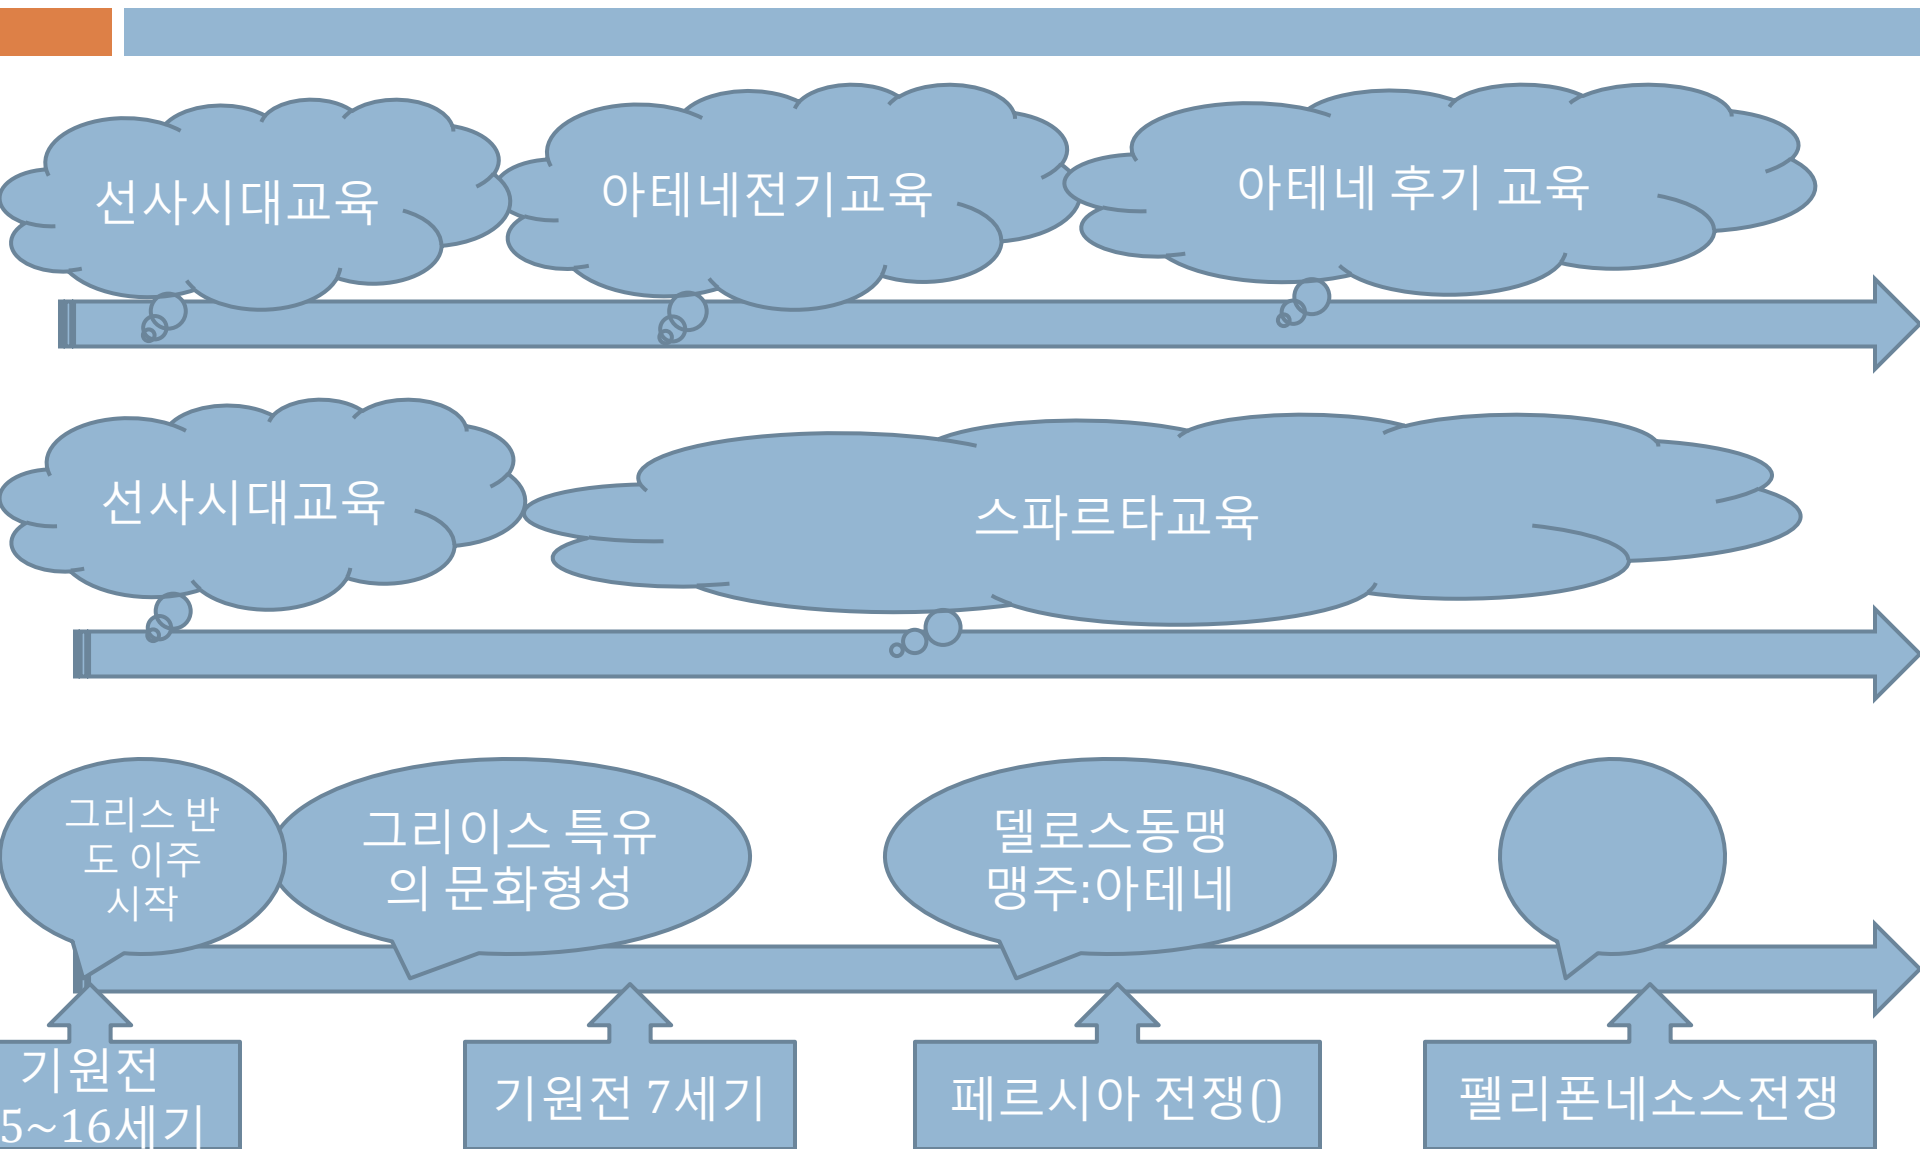 선사시대교육
아테네전기교육
아테네 후기 교육
선사시대교육
스파르타교육
그리스 반
도 이주
시작
그리이스 특유
의 문화형성
델로스동맹
맹주:아테네
기원전
5~16세기
기원전 7세기
페르시아 전쟁()
펠리폰네소스전쟁